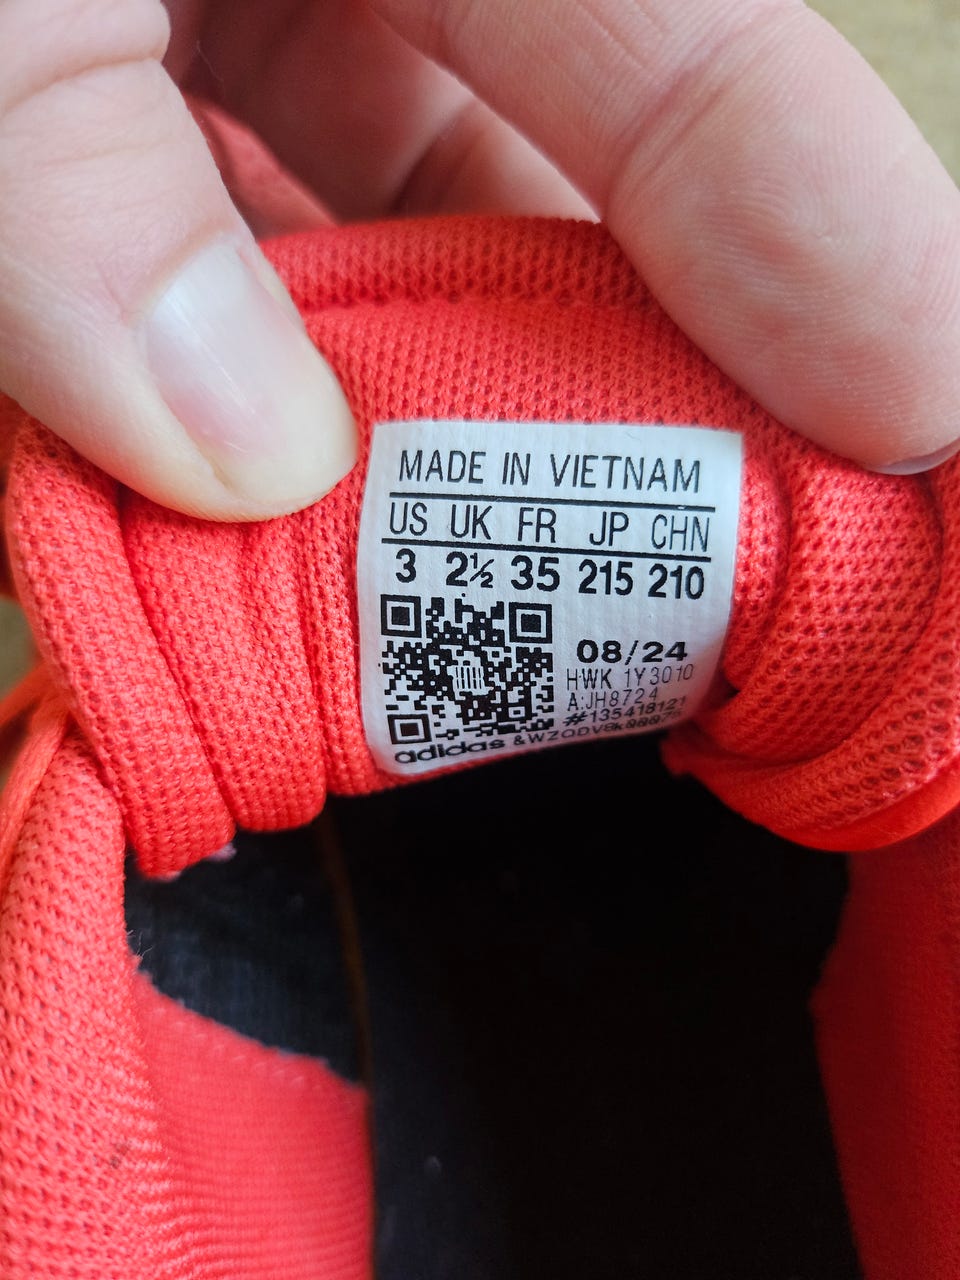 MADE IN VIETNAM
US UK FR JP CHN
3 2½ 35 215 210
08/24
HWK 1Y3010
A:JH8724
#135418121
adidas